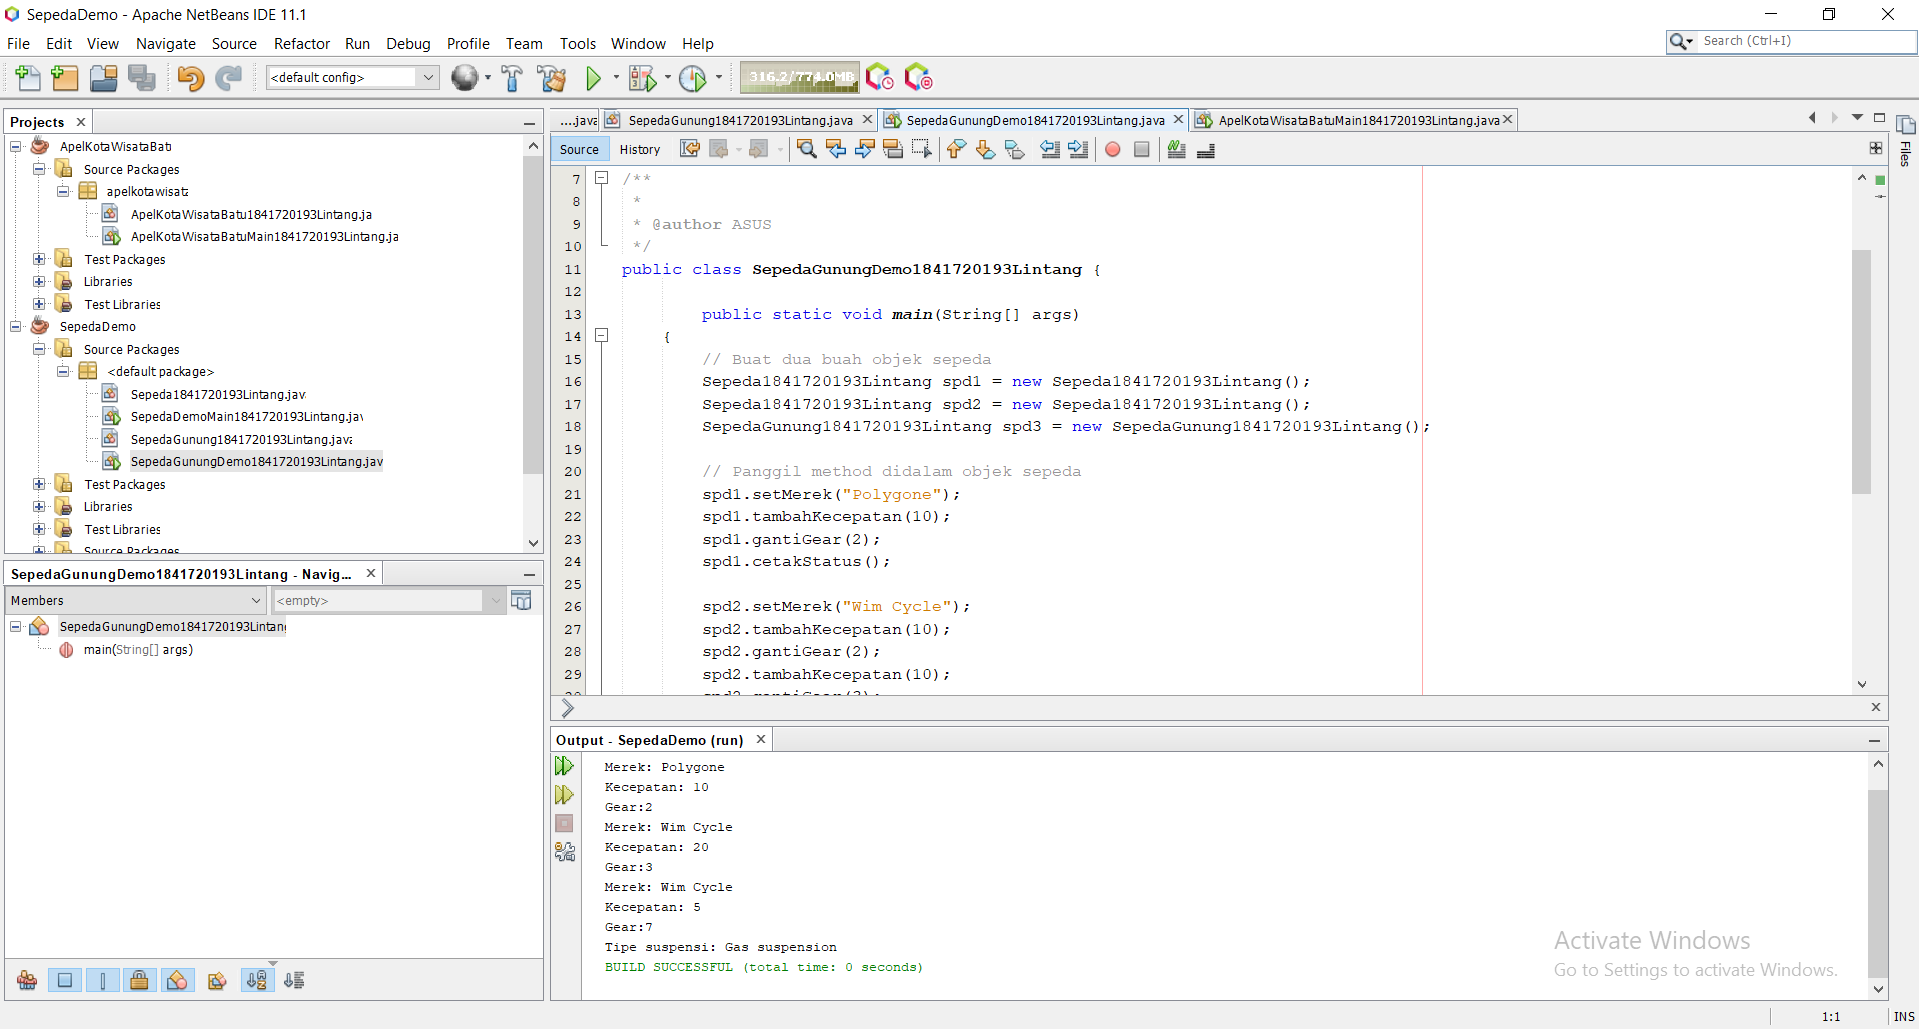 SepedaDemo - Apache NetBeans IDE 11.1
File Edit View Navigate Source Refactor Run Debug Profile Team Tools Window Help
Search (Ctrl+I)
<default config>
316.2/774.0MB
Projects
ApelKotaWisataBatu
Source Packages
apelkotawisata
ApelKotaWisataBatu1841720193Lintang.ja
ApelKotaWisataBatuMain1841720193Lintang.ja
Test Packages
Libraries
Test Libraries
SepedaDemo
Source Packages
<default package>
Sepeda1841720193Lintang.jav
SepedaDemoMain1841720193Lintang.jav
SepedaGunung1841720193Lintang.java
SepedaGunungDemo1841720193Lintang.jav
Test Packages
Libraries
Test Libraries
Source Packages
SepedaGunungDemo1841720193Lintang - Navig...
Members
<empty>
SepedaGunungDemo1841720193Lintang
main(String[] args)
....java SepedaGunung1841720193Lintang.java SepedaGunungDemo1841720193Lintang.java ApelKotaWisataBatuMain1841720193Lintang.java
Source History
7 /**
8 *
9 * @author ASUS
10 */
11 public class SepedaGunungDemo1841720193Lintang {
12
13 public static void main(String[] args)
14 {
15 // Buat dua buah objek sepeda
16 Sepeda1841720193Lintang spd1 = new Sepeda1841720193Lintang();
17 Sepeda1841720193Lintang spd2 = new Sepeda1841720193Lintang();
18 SepedaGunung1841720193Lintang spd3 = new SepedaGunung1841720193Lintang();
19
20 // Panggil method didalam objek sepeda
21 spd1.setMerek("Polygone");
22 spd1.tambahKecepatan(10);
23 spd1.gantiGear(2);
24 spd1.cetakStatus();
25
26 spd2.setMerek("Wim Cycle");
27 spd2.tambahKecepatan(10);
28 spd2.gantiGear(2);
29 spd2.tambahKecepatan(10);
30 spd2.gantiGear(3);
Output - SepedaDemo (run)
Merek: Polygone
Kecepatan: 10
Gear:2
Merek: Wim Cycle
Kecepatan: 20
Gear:3
Merek: Wim Cycle
Kecepatan: 5
Gear:7
Tipe suspensi: Gas suspension
BUILD SUCCESSFUL (total time: 0 seconds)
Files
Activate Windows
Go to Settings to activate Windows.
1:1 INS